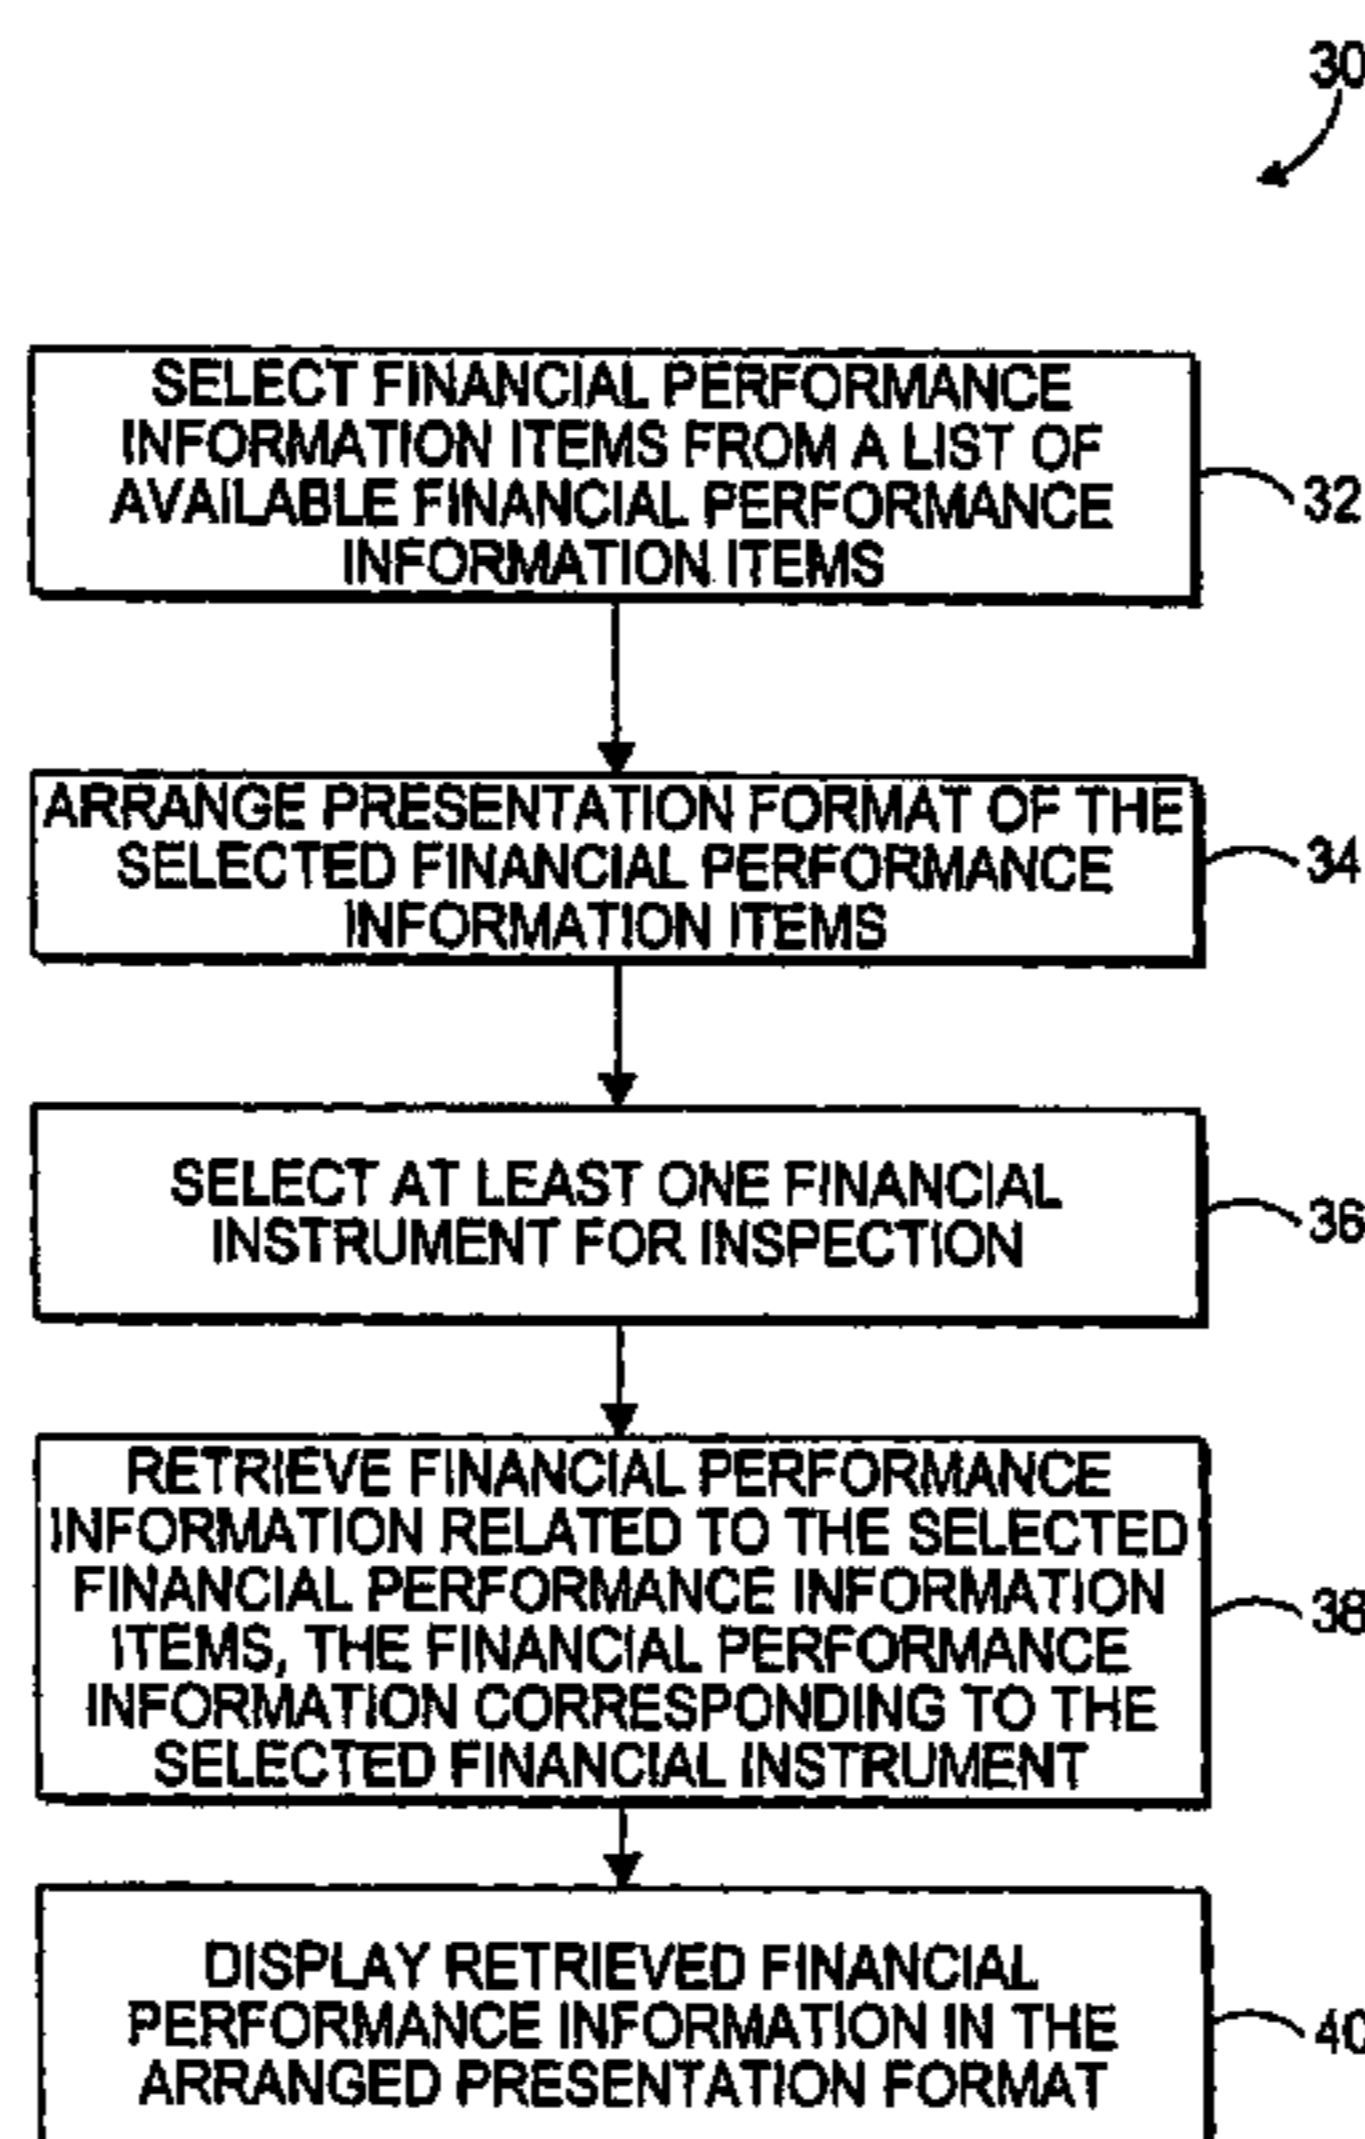 30
SELECT FINANCIAL PERFORMANCE
INFORMATION ITEMS FROM A LIST OF
AVAILABLE FINANCIAL PERFORMANCE
INFORMATION ITEMS
32
ARRANGE PRESENTATION FORMAT OF THE
SELECTED FINANCIAL PERFORMANCE
INFORMATION ITEMS
34
SELECT AT LEAST ONE FINANCIAL
INSTRUMENT FOR INSPECTION
36
RETRIEVE FINANCIAL PERFORMANCE
INFORMATION RELATED TO THE SELECTED
FINANCIAL PERFORMANCE INFORMATION
ITEMS, THE FINANCIAL PERFORMANCE
INFORMATION CORRESPONDING TO THE
SELECTED FINANCIAL INSTRUMENT
38
DISPLAY RETRIEVED FINANCIAL
PERFORMANCE INFORMATION IN THE
ARRANGED PRESENTATION FORMAT
40